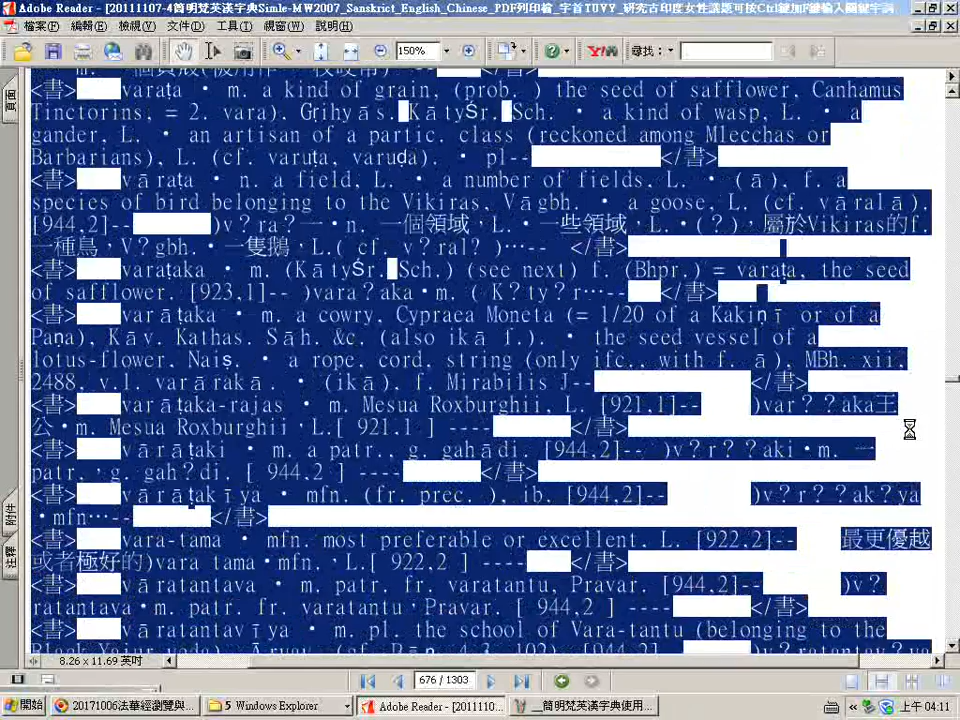 Adobe Reader - [20111107-4簡明梵英漢字典Simle-MW2007_Sanskrict_English_Chinese_PDF列印檔_字首TUVY_研究古印度女性議題可按Ctrl鍵加F鍵輸入關鍵字詞
檔案(F) 編輯(E) 檢視(V) 文件(D) 工具(T) 視窗(W) 說明(H)
150% Y! 尋找：
<書> varaṭa ‧ m. a kind of grain, (prob. ) the seed of safflower, Canhamus
Tinctorins, = 2. vara). Gṛihyās. KātyŚr. Sch. ‧ a kind of wasp, L. ‧ a
gander, L. ‧ an artisan of a partic. class (reckoned among Mlecchas or
Barbarians), L. (cf. varuṭa, varuḍa). ‧ pl-- </書>
<書> vāraṭa ‧ n. a field, L. ‧ a number of fields, L. ‧ (ā), f. a
species of bird belonging to the Vikiras, Vāgbh. ‧ a goose, L. (cf. vāralā).
[944,2]-- )v?ra?一‧n. 一個領域，L.‧一些領域，L.‧(?), 屬於Vikiras的f.
一種鳥，V?gbh. ‧一隻鵝，L.( cf. v?ral? )…-- </書>
<書> varaṭaka ‧ m. (KātyŚr. Sch.) (see next) f. (Bhpr.) = varaṭa, the seed
of safflower. [923,1]-- )vara?aka‧m. ( K?ty?r…-- </書>
<書> varāṭaka ‧ m. a cowry, Cypraea Moneta (= 1/20 of a Kakiṇī or of a
Paṇa), Kāv. Kathas. Sāh. &c. (also ikā f.). ‧ the seed vessel of a
lotus-flower, Naiṣ. ‧ a rope, cord, string (only ifc., with f. ā), MBh. xii,
2488, v.l. varārakā. ‧ (ikā), f. Mirabilis J-- </書>
<書> varāṭaka-rajas ‧ m. Mesua Roxburghii, L. [921,1]-- )var??aka王
公‧m. Mesua Roxburghii，L.[ 921,1 ] ---- </書>
<書> vārāṭaki ‧ m. a patr., g. gahādi. [944,2]-- )v?r??aki‧m. 一
patr.，g. gah?di. [ 944,2 ] ---- </書>
<書> vārāṭakīya ‧ mfn. (fr. prec. ), ib. [944,2]-- )v?r??ak?ya
‧mfn…-- </書>
<書> vara-tama ‧ mfn. most preferable or excellent, L. [922,2]-- 最更優越
或者極好的)vara tama‧mfn.，L.[ 922,2 ] ---- </書>
<書> vāratantava ‧ m. patr. fr. varatantu, Pravar. [944,2]-- )v?
ratantava‧m. patr. fr. varatantu，Pravar. [ 944,2 ] ---- </書>
<書> vāratantavīya ‧ m. pl. the school of Vara-tantu (belonging to the
頁面
附件
注釋
8.26 x 11.69 英吋
676 / 1303
開始 20171006法華經瀏覽與... 5 Windows Explorer Adobe Reader - [201110... __簡明梵英漢字典使用... 上午 04:11